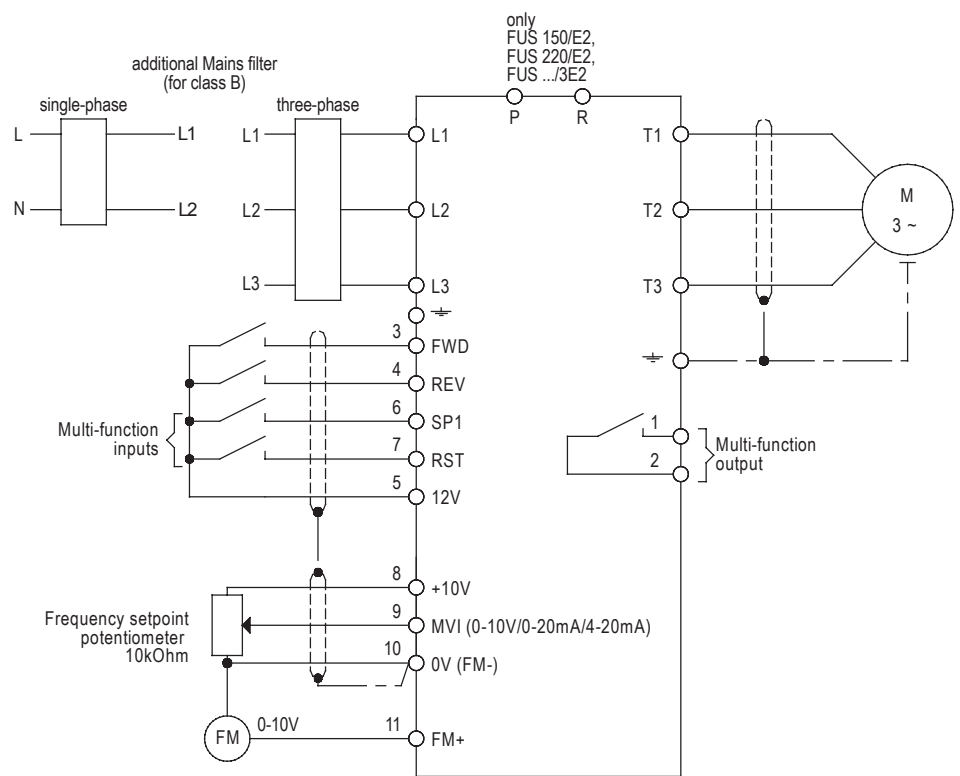 only
FUS 150/E2,
FUS 220/E2,
FUS .../3E2
additional Mains filter
(for class B)
single-phase
three-phase
P
R
L
L1
L1
L1
T1
M
3 ~
N
L2
L2
L2
T2
L3
L3
T3
3
FWD
4
REV
Multi-function
inputs
6
SP1
7
RST
5
12V
1
2
Multi-function
output
8
+10V
Frequency setpoint
potentiometer
10kOhm
9
MVI (0-10V/0-20mA/4-20mA)
10
0V (FM-)
FM
0-10V
11
FM+